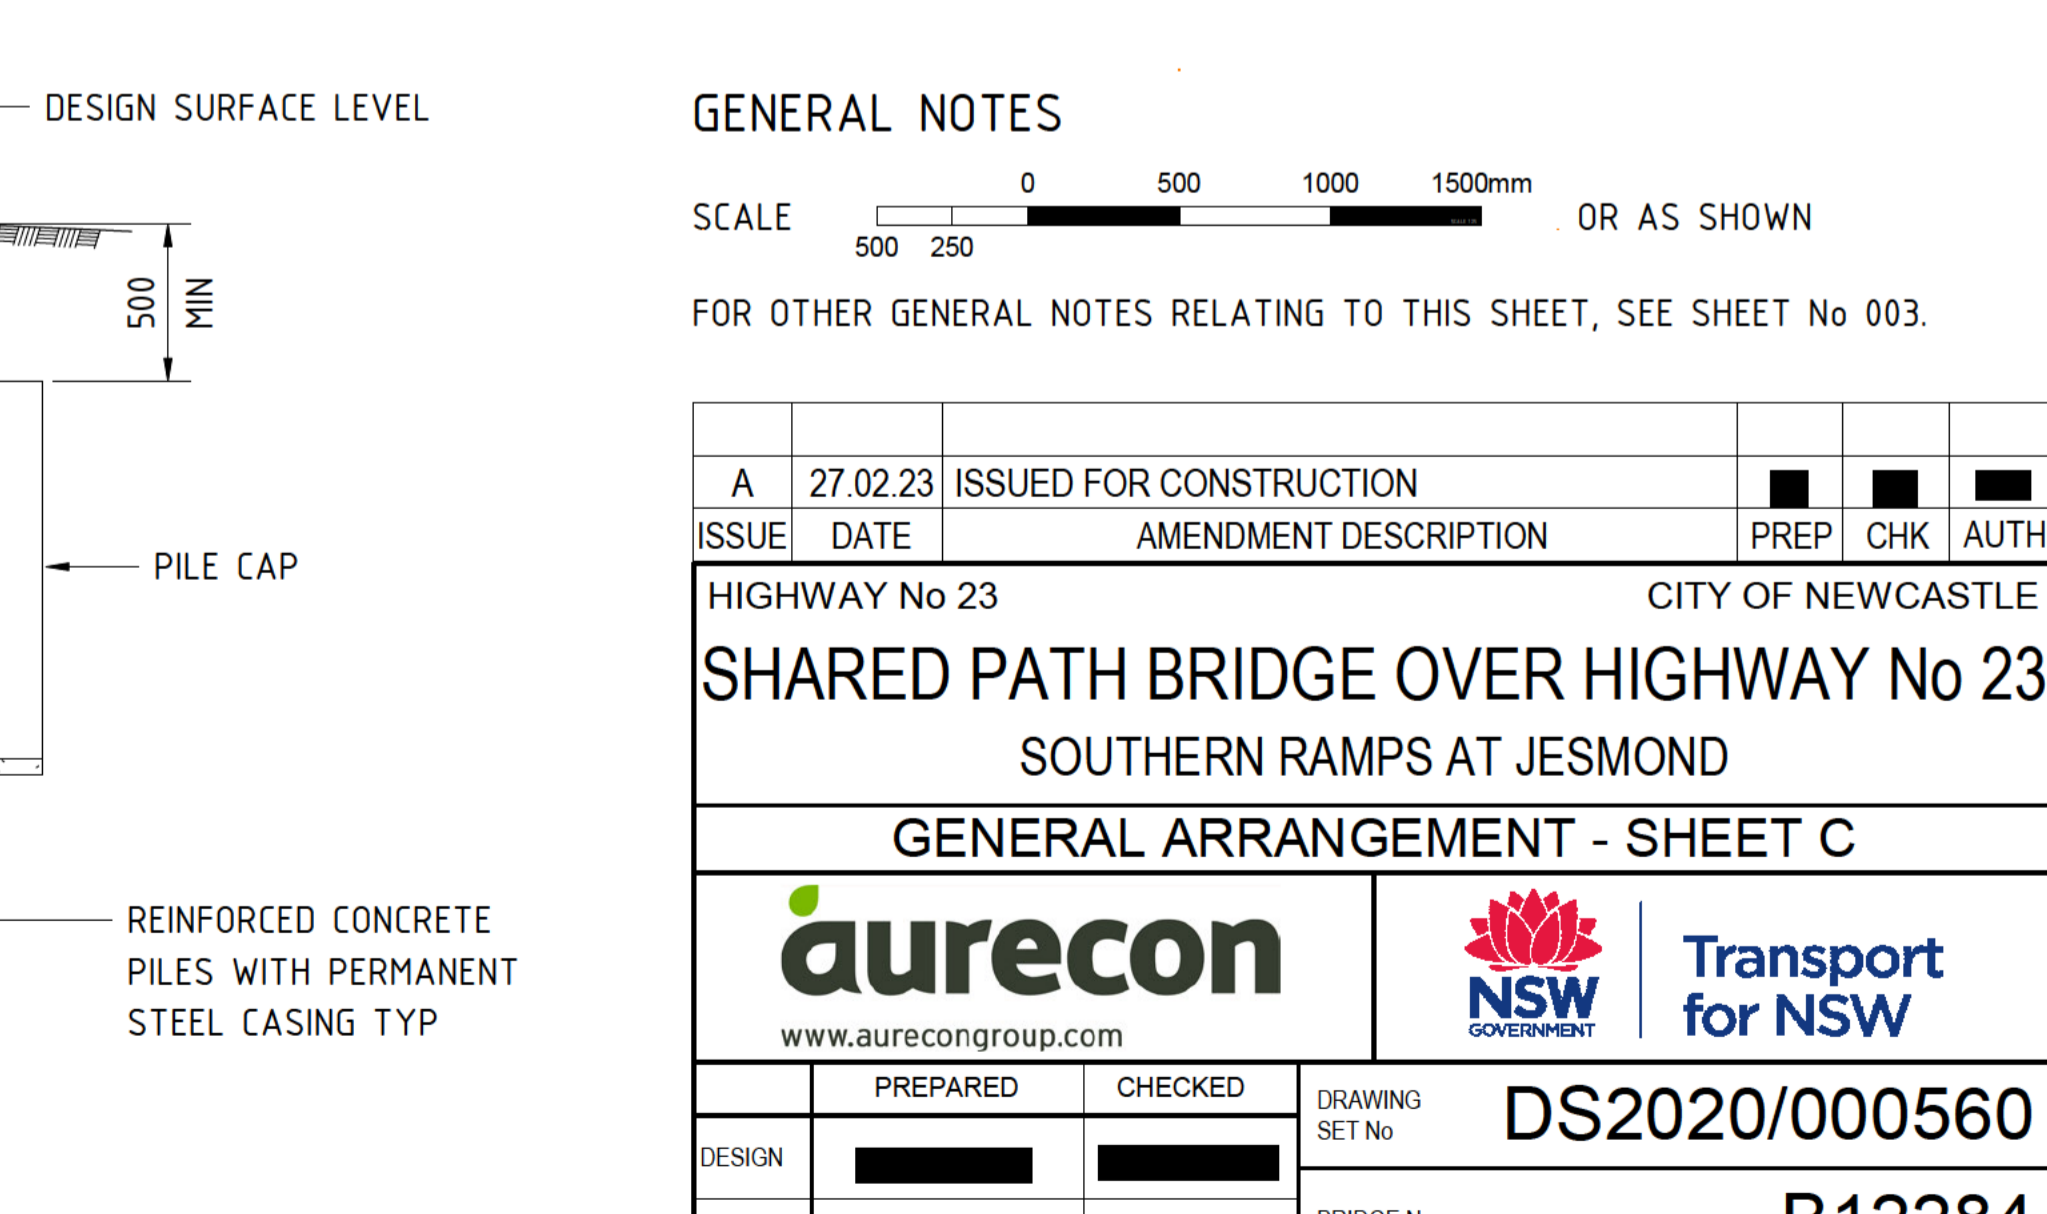 DESIGN SURFACE LEVEL
500
MIN
PILE CAP
REINFORCED CONCRETE
PILES WITH PERMANENT
STEEL CASING TYP
GENERAL NOTES
0 500 1000 1500mm
SCALE OR AS SHOWN
500 250
FOR OTHER GENERAL NOTES RELATING TO THIS SHEET, SEE SHEET No 003.
A 27.02.23 ISSUED FOR CONSTRUCTION
ISSUE DATE AMENDMENT DESCRIPTION PREP CHK AUTH
HIGHWAY No 23 CITY OF NEWCASTLE
SHARED PATH BRIDGE OVER HIGHWAY No 23
SOUTHERN RAMPS AT JESMOND
GENERAL ARRANGEMENT - SHEET C
aurecon
www.aurecongroup.com
NSW
GOVERNMENT
Transport
for NSW
PREPARED CHECKED
DRAWING
SET No
DS2020/000560
DESIGN
B12284